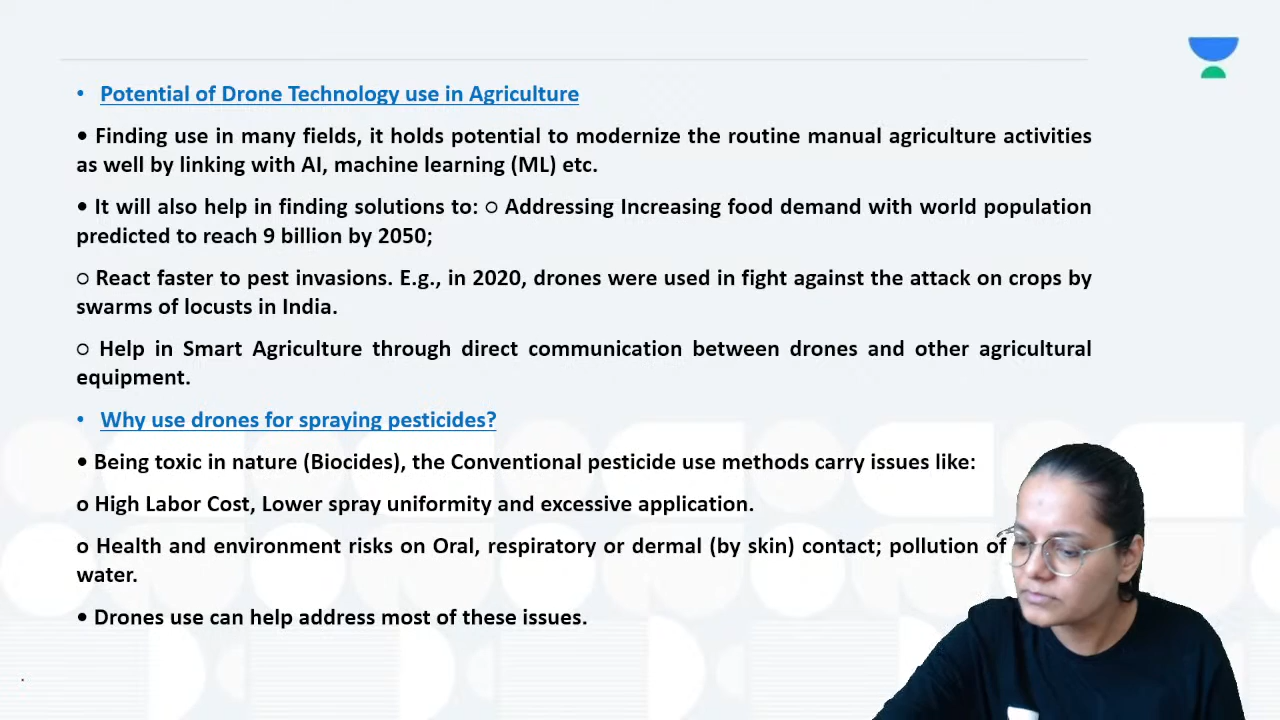 • Potential of Drone Technology use in Agriculture
• Finding use in many fields, it holds potential to modernize the routine manual agriculture activities
as well by linking with AI, machine learning (ML) etc.
• It will also help in finding solutions to: ○ Addressing Increasing food demand with world population
predicted to reach 9 billion by 2050;
○ React faster to pest invasions. E.g., in 2020, drones were used in fight against the attack on crops by
swarms of locusts in India.
○ Help in Smart Agriculture through direct communication between drones and other agricultural
equipment.
• Why use drones for spraying pesticides?
• Being toxic in nature (Biocides), the Conventional pesticide use methods carry issues like:
o High Labor Cost, Lower spray uniformity and excessive application.
o Health and environment risks on Oral, respiratory or dermal (by skin) contact; pollution of
water.
• Drones use can help address most of these issues.